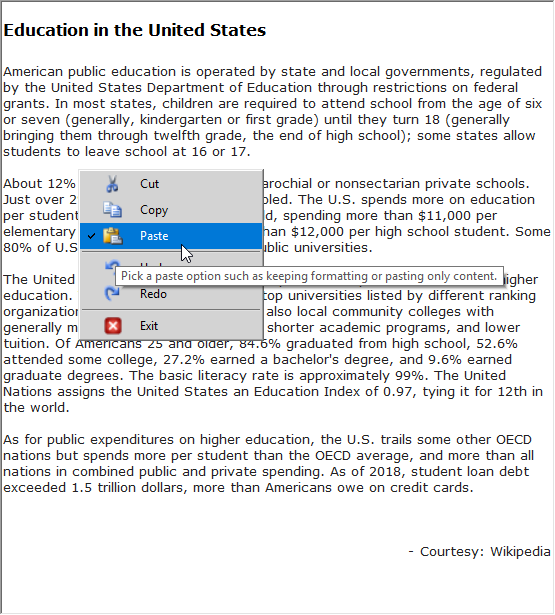 Education in the United States
American public education is operated by state and local governments, regulated
by the United States Department of Education through restrictions on federal
grants. In most states, children are required to attend school from the age of six
or seven (generally, kindergarten or first grade) until they turn 18 (generally
bringing them through twelfth grade, the end of high school); some states allow
students to leave school at 16 or 17.
About 12% arochial or nonsectarian private schools.
Just over 2 oled. The U.S. spends more on education
per student d, spending more than $11,000 per
elementary han $12,000 per high school student. Some
80% of U.S ublic universities.
Cut
Copy
Paste
Pick a paste option such as keeping formatting or pasting only content.
Redo
Exit
The United igher
education. top universities listed by different ranking
organization also local community colleges with
generally m shorter academic programs, and lower
tuition. Of Americans 25 and older, 84.6% graduated from high school, 52.6%
attended some college, 27.2% earned a bachelor's degree, and 9.6% earned
graduate degrees. The basic literacy rate is approximately 99%. The United
Nations assigns the United States an Education Index of 0.97, tying it for 12th in
the world.
As for public expenditures on higher education, the U.S. trails some other OECD
nations but spends more per student than the OECD average, and more than all
nations in combined public and private spending. As of 2018, student loan debt
exceeded 1.5 trillion dollars, more than Americans owe on credit cards.
- Courtesy: Wikipedia